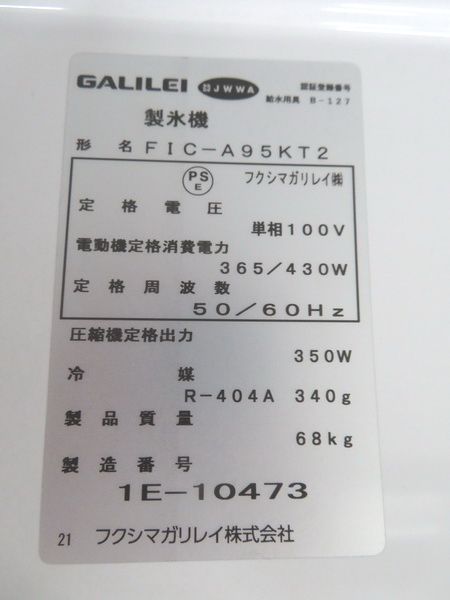 GALILEI JWWA 認証登録番号
給水用具 B-127
製氷機
形名 FIC-A95KT2
PSE フクシマガリレイ㈱
定格電圧
単相100V
電動機定格消費電力
365/430W
定格周波数
50/60Hz
圧縮機定格出力
350W
冷媒
R-404A 340g
製品質量
68kg
製造番号
1E-10473
21 フクシマガリレイ株式会社